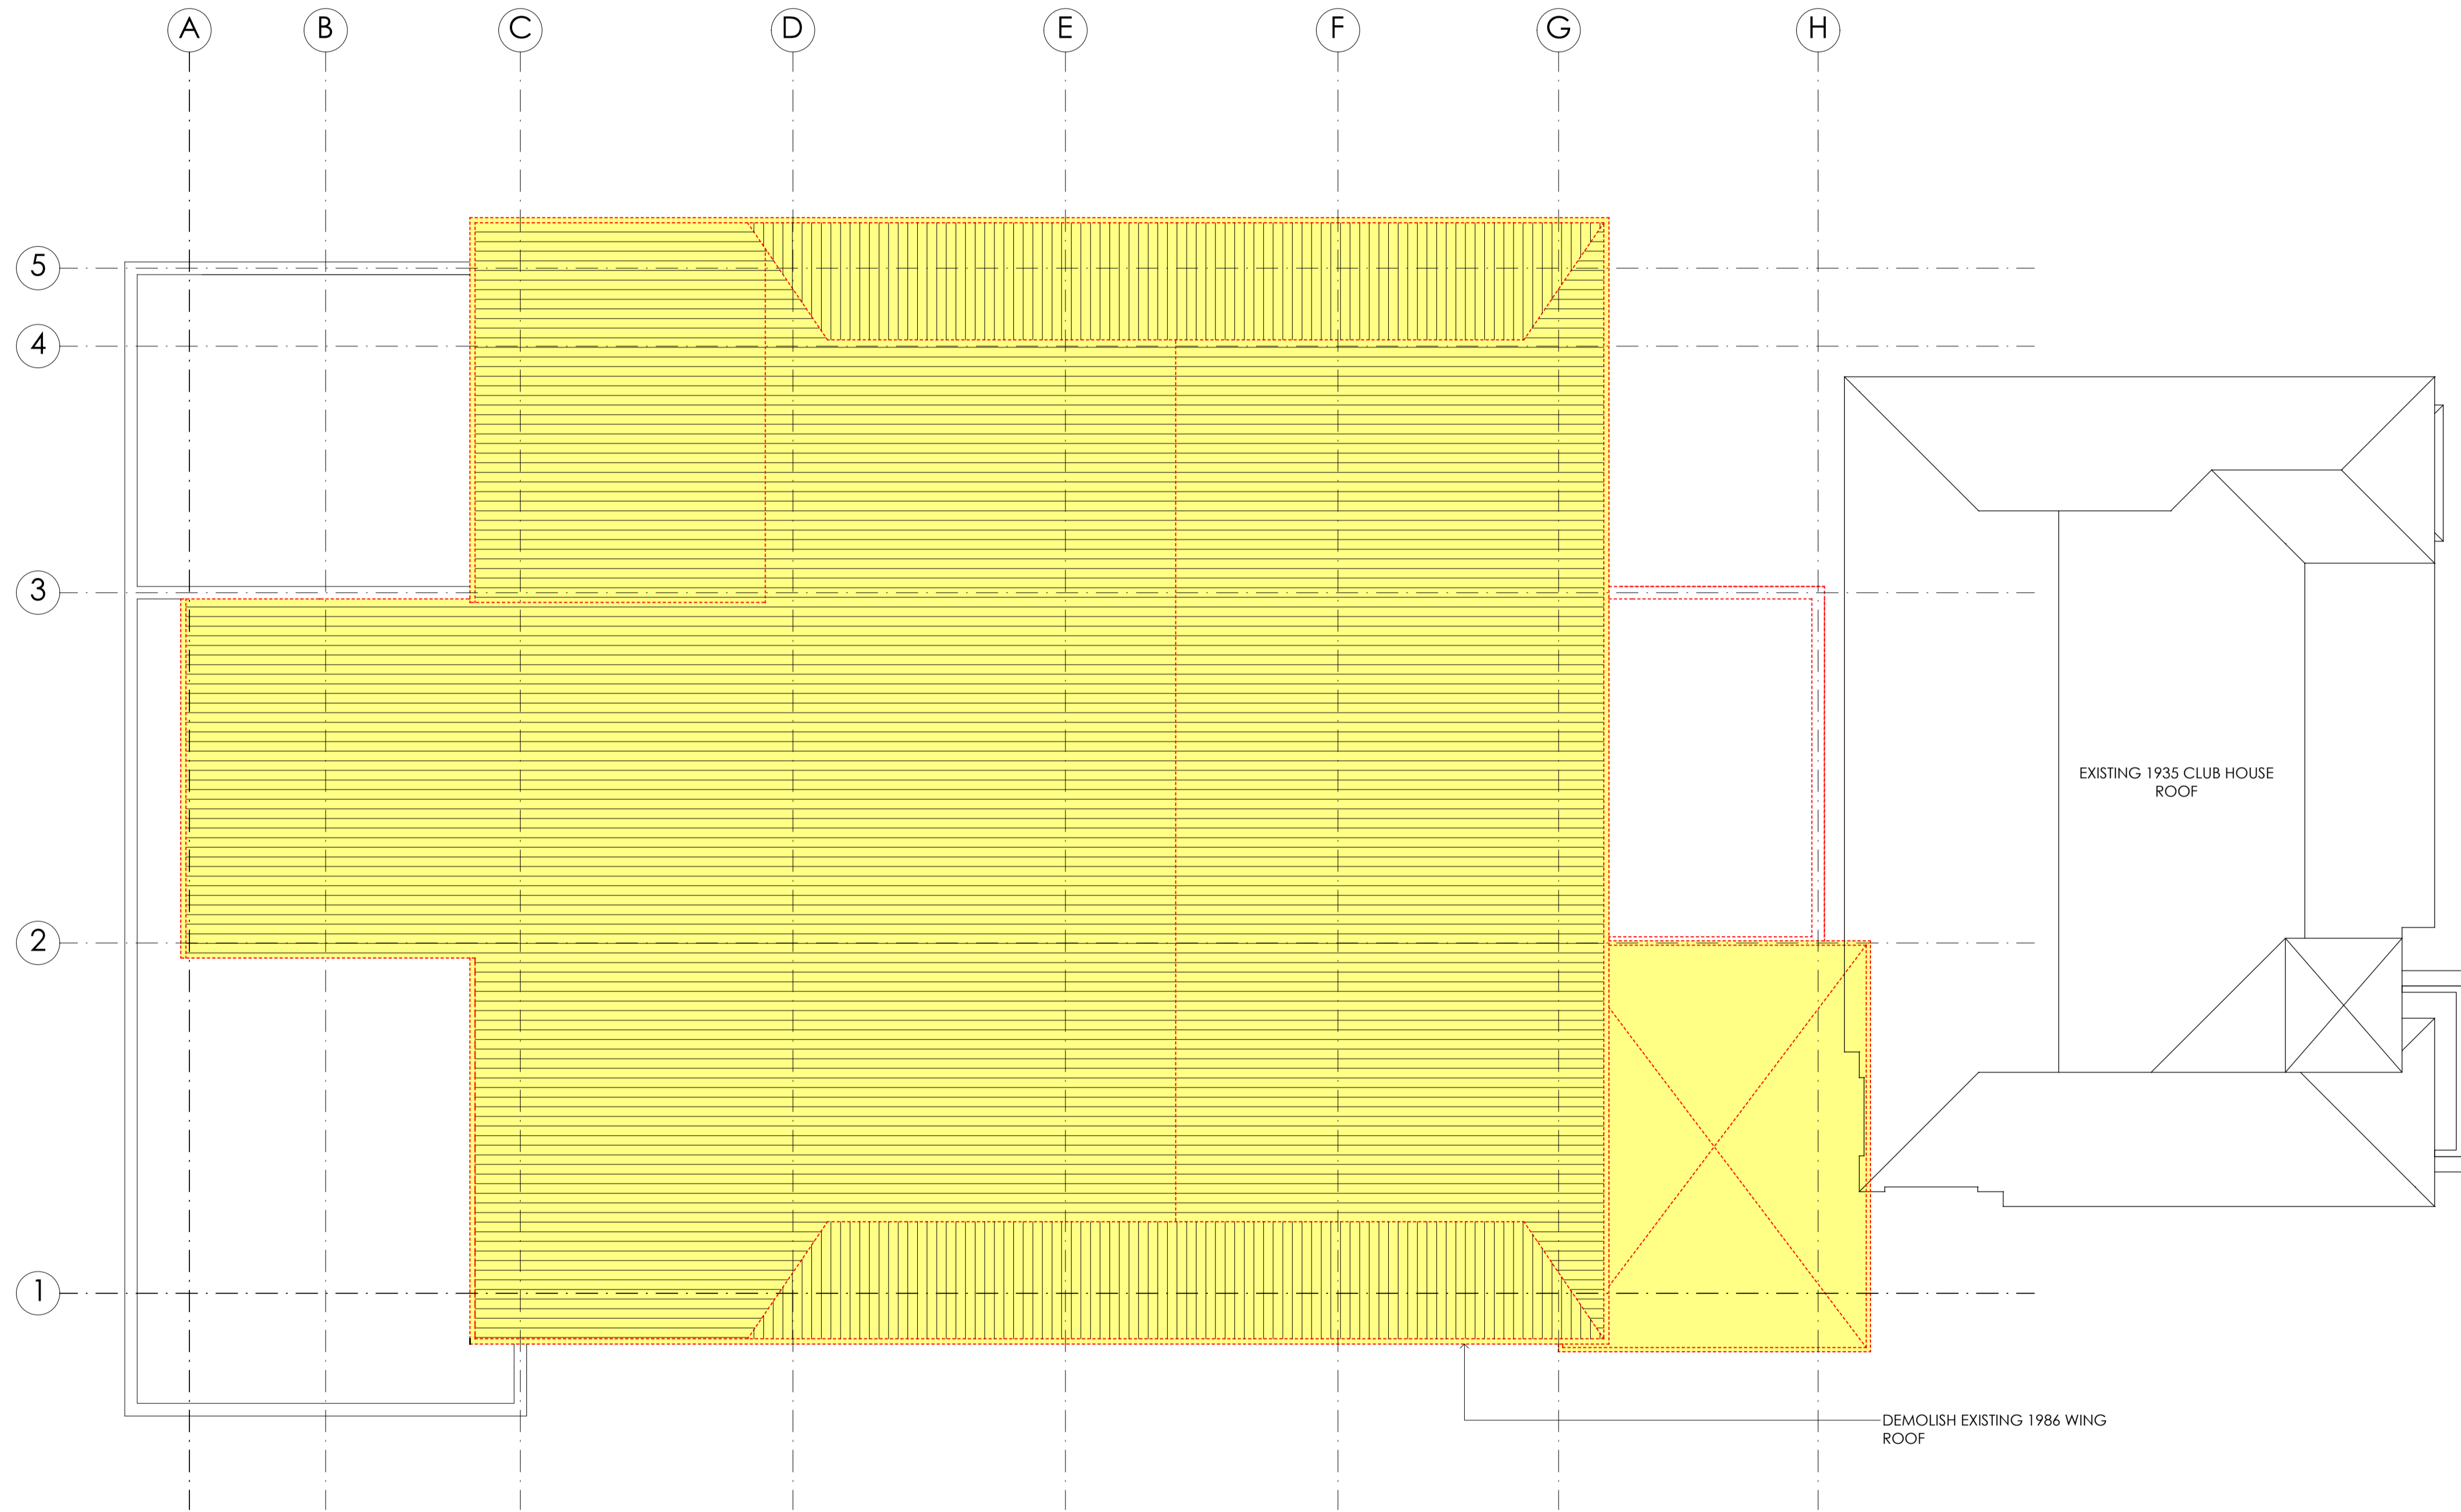 A
B
C
D
E
F
G
H
5
4
3
2
1
EXISTING 1935 CLUB HOUSE
ROOF
DEMOLISH EXISTING 1986 WING
ROOF